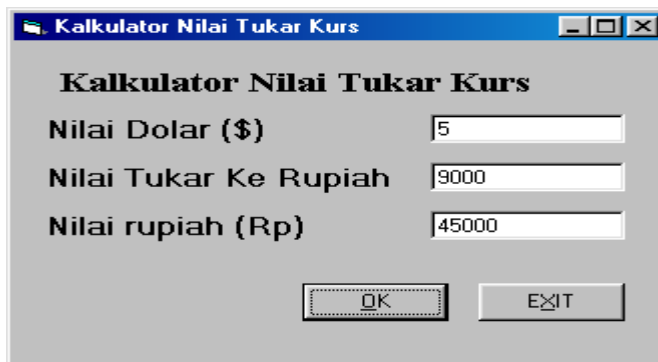 Kalkulator Nilai Tukar Kurs
Kalkulator Nilai Tukar Kurs
Nilai Dolar ($) 5
Nilai Tukar Ke Rupiah 9000
Nilai rupiah (Rp) 45000
OK EXIT